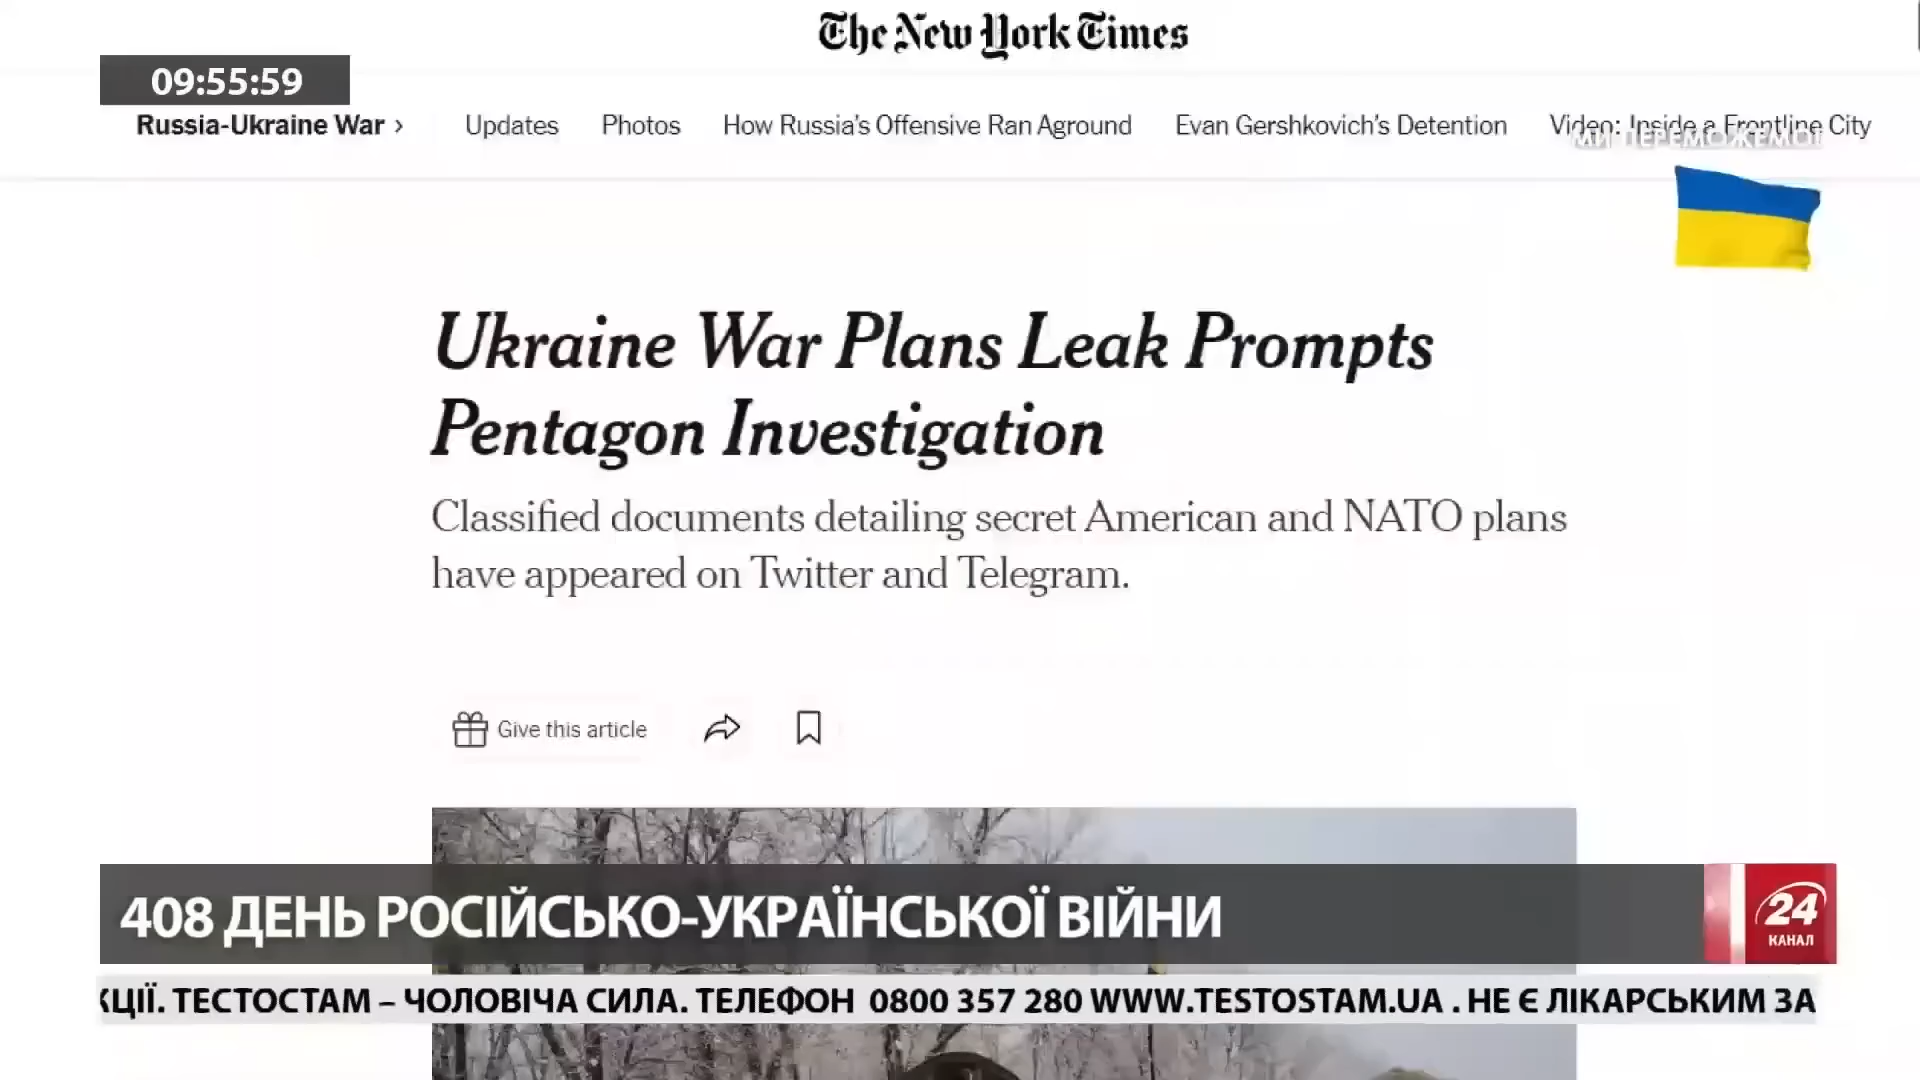 The New York Times
09:55:59
Russia-Ukraine War › Updates Photos How Russia's Offensive Ran Aground Evan Gershkovich's Detention Video: Inside a Frontline City
МИ ПЕРЕМОЖЕМО!
Ukraine War Plans Leak Prompts
Pentagon Investigation
Classified documents detailing secret American and NATO plans
have appeared on Twitter and Telegram.
Give this article
408 ДЕНЬ РОСІЙСЬКО-УКРАЇНСЬКОЇ ВІЙНИ
24
КАНАЛ
КЦІЇ. ТЕСТОСТАМ – ЧОЛОВІЧА СИЛА. ТЕЛЕФОН 0800 357 280 WWW.TESTOSTAM.UA . НЕ Є ЛІКАРСЬКИМ ЗА